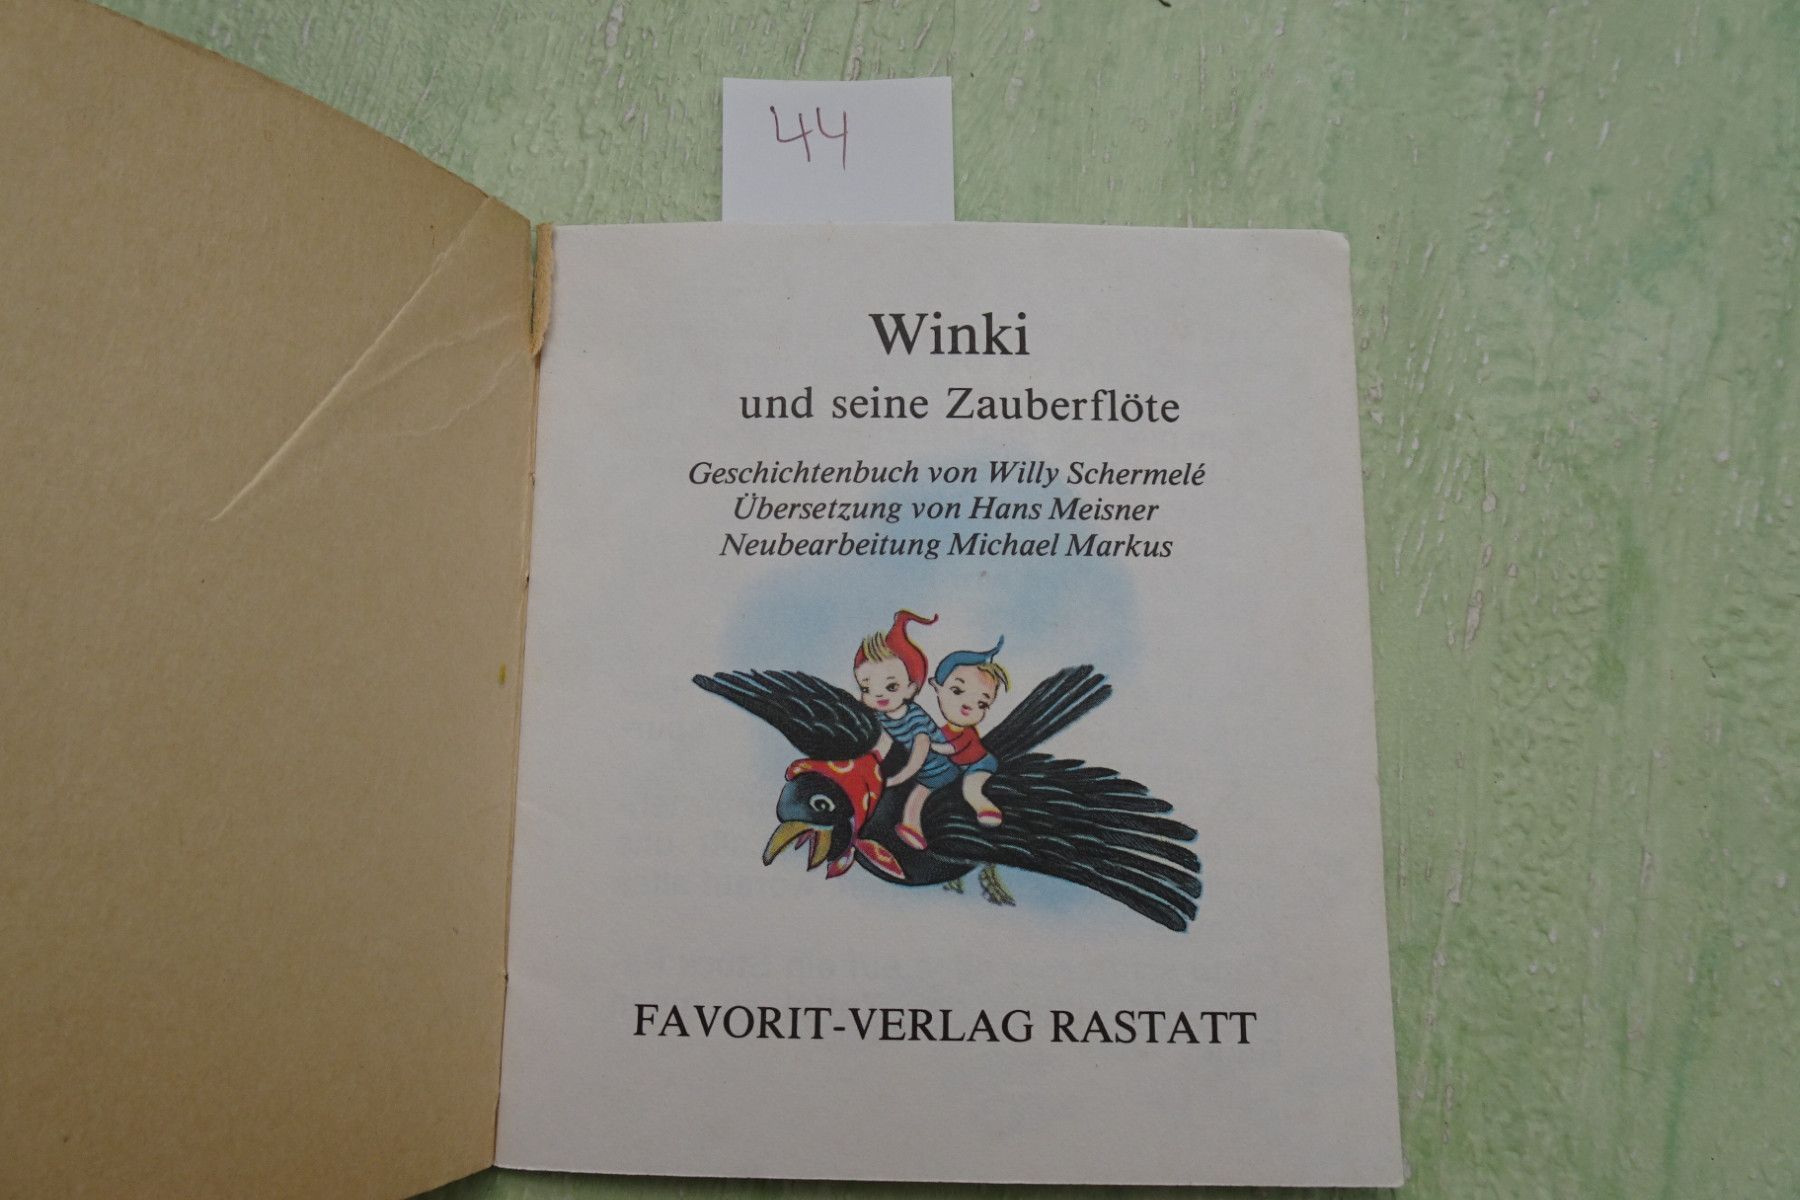 44
Winki
und seine Zauberflöte
Geschichtenbuch von Willy Schermelé
Übersetzung von Hans Meisner
Neubearbeitung Michael Markus
FAVORIT-VERLAG RASTATT